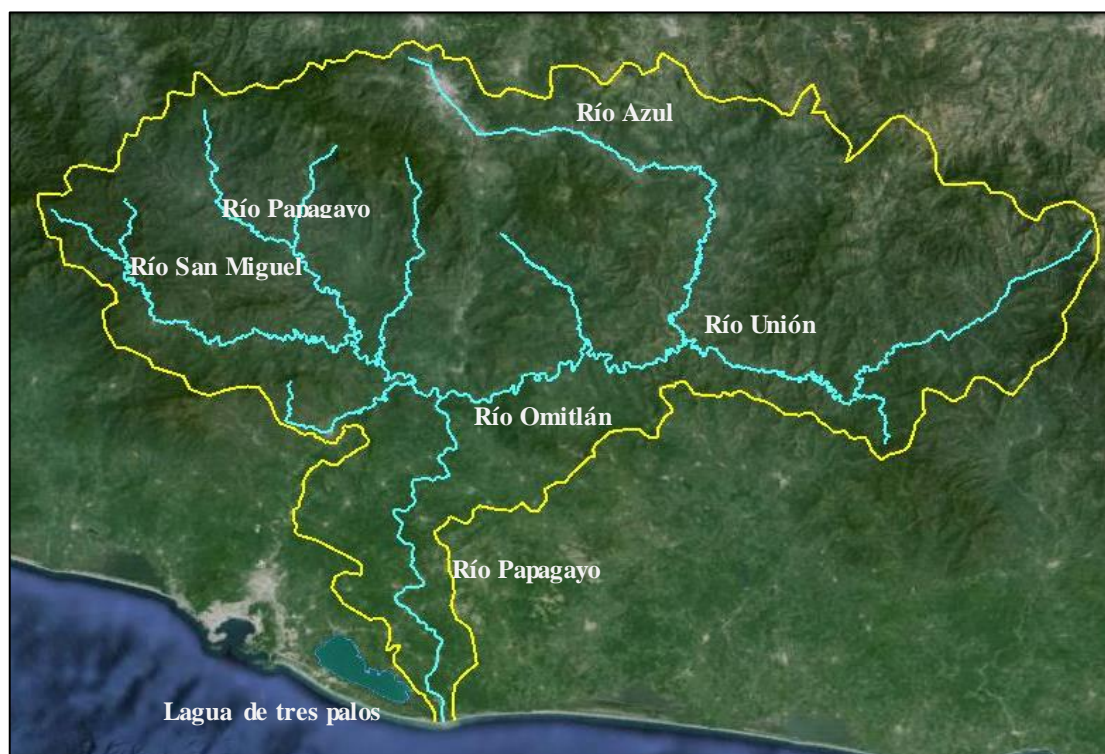 Río Azul
Río Papagayo
Río San Miguel
Río Unión
Río Omitlán
Río Papagayo
Lagua de tres palos